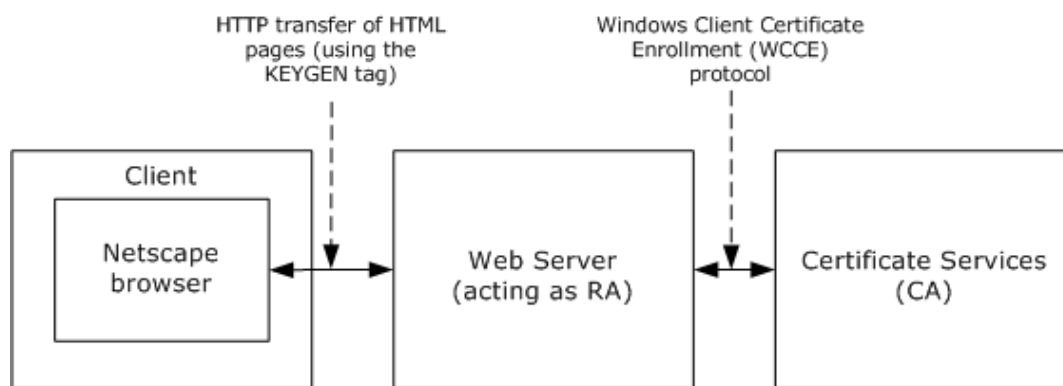 HTTP transfer of HTML
pages (using the
KEYGEN tag)
Windows Client Certificate
Enrollment (WCCE)
protocol
Client
Netscape
browser
Web Server
(acting as RA)
Certificate Services
(CA)